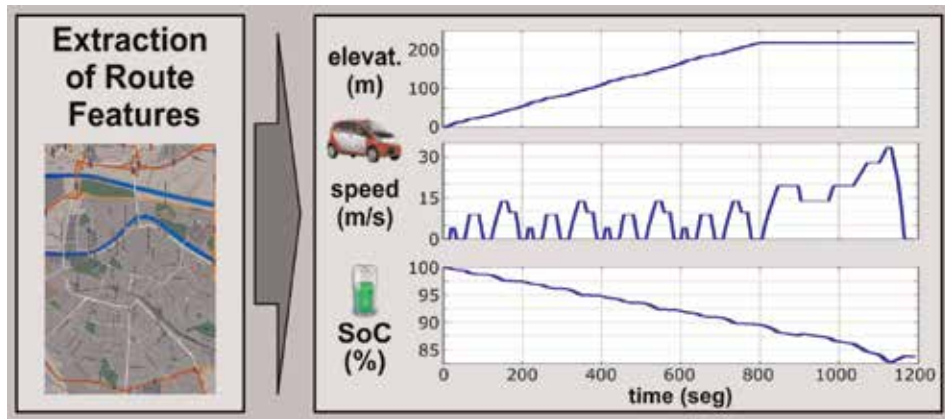 Extraction
of Route
Features
elevat.
(m)
200
100
0
speed
(m/s)
30
15
0
SoC
(%)
100
95
90
85
0 200 400 600 800 1000 1200
time (seg)